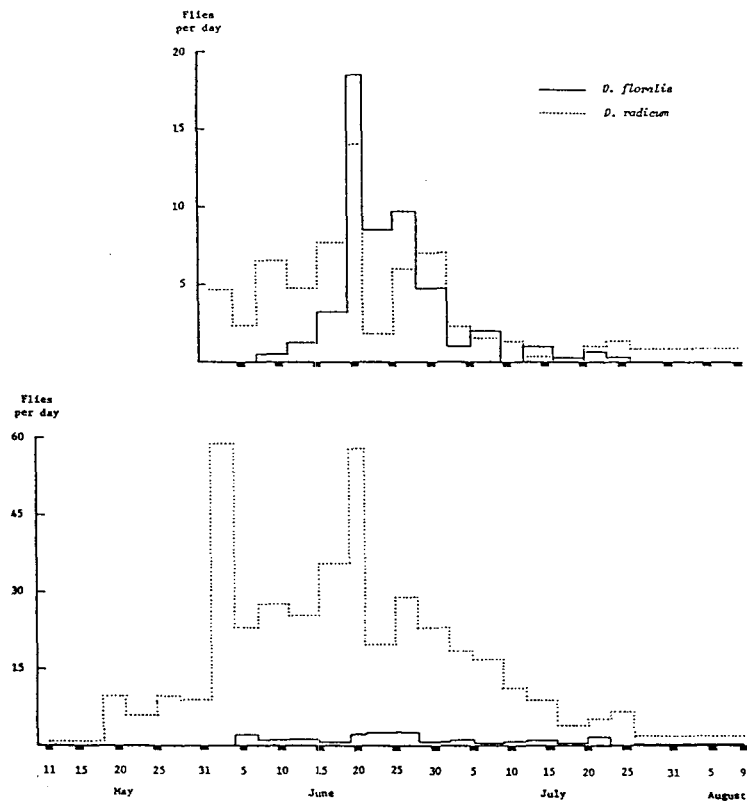 Flies
per day
20
15
10
5
D. floralis
D. radicum
Flies
per day
60
45
30
15
11 15 20 25 31 5 10 15 20 25 30 5 10 15 20 25 31 5 9
May June July August